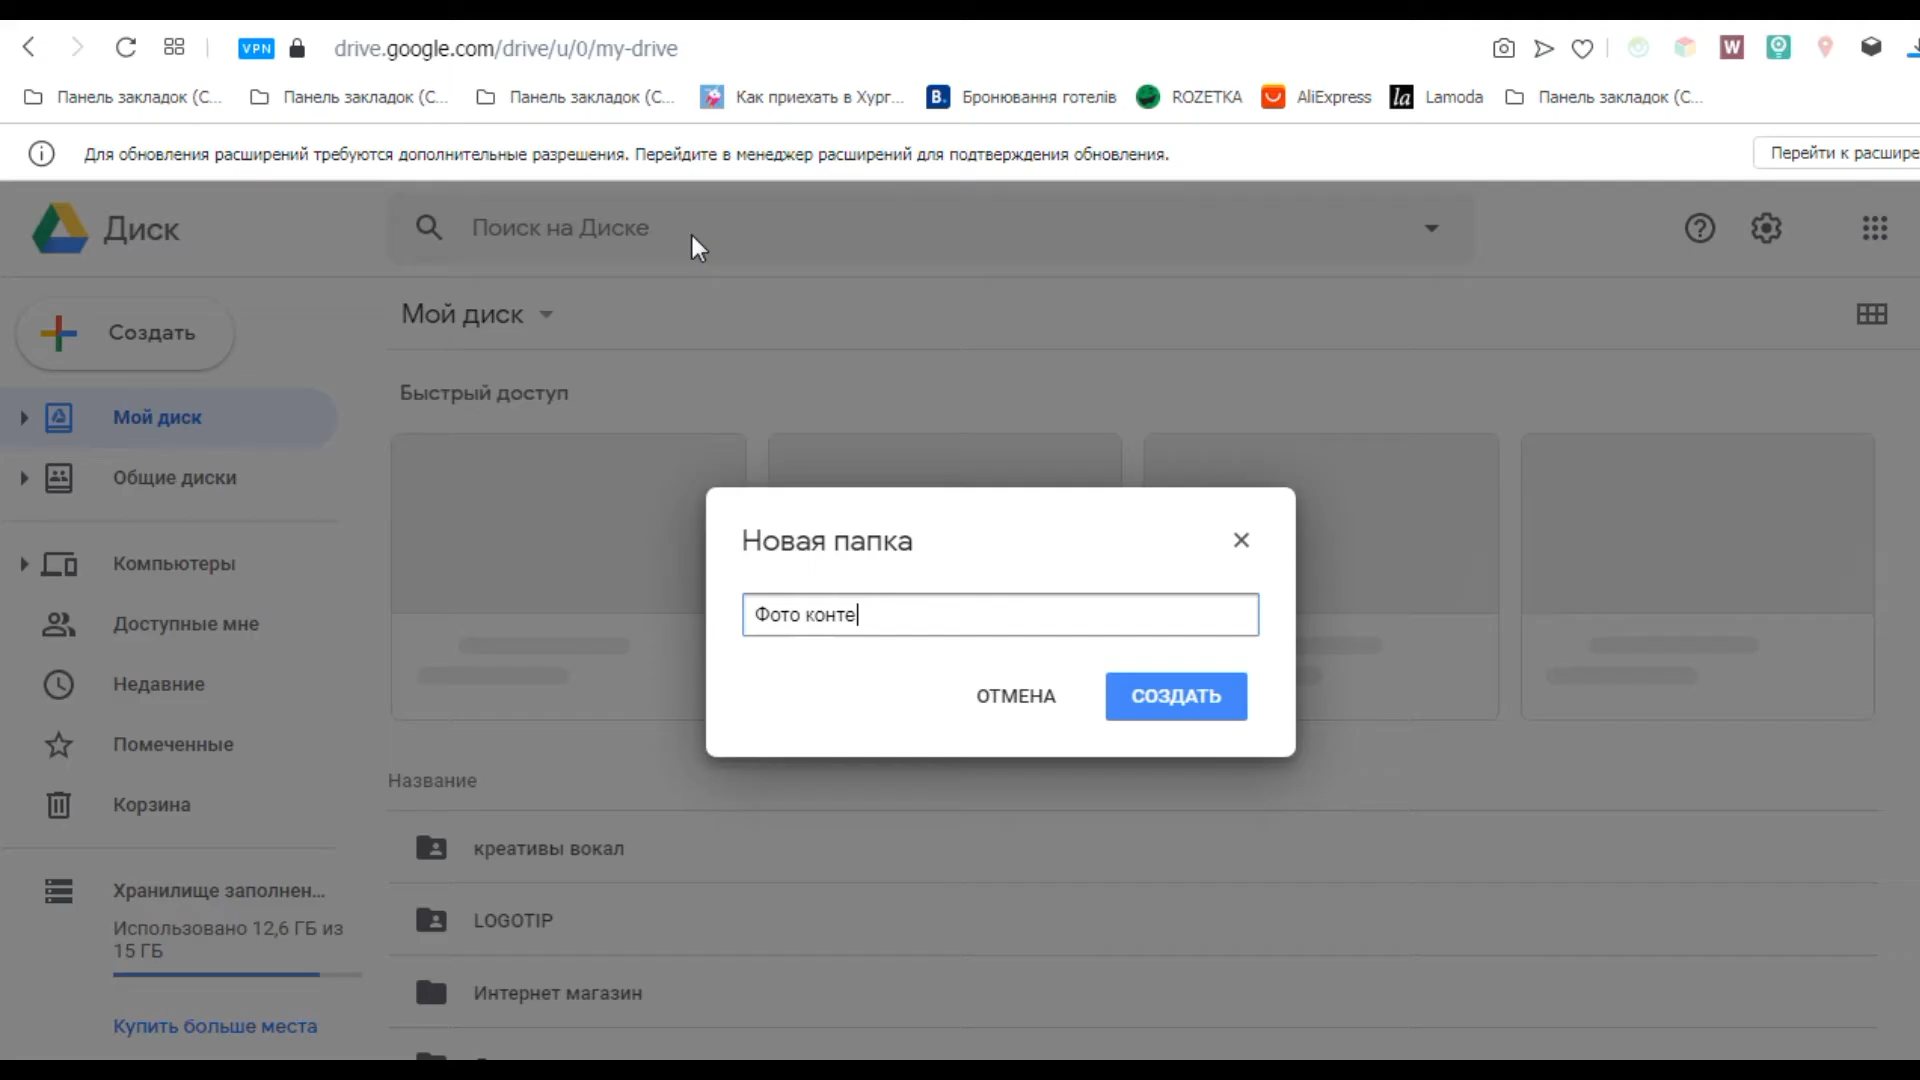 VPN drive.google.com/drive/u/0/my-drive
W
Панель закладок (С... Панель закладок (С... Панель закладок (С... Как приехать в Хург... B. Бронювання готелів ROZETKA AliExpress la Lamoda Панель закладок (С...
Для обновления расширений требуются дополнительные разрешения. Перейдите в менеджер расширений для подтверждения обновления.
Перейти к расшире
Диск
Поиск на Диске
Создать
Мой диск
Быстрый доступ
Мой диск
Общие диски
Компьютеры
Доступные мне
Недавние
Помеченные
Корзина
Хранилище заполнен...
Использовано 12,6 ГБ из
15 ГБ
Купить больше места
Новая папка
Фото конте
ОТМЕНА
СОЗДАТЬ
Название
креативы вокал
LOGOTIP
Интернет магазин